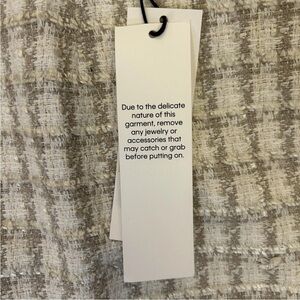 Due to the delicate
nature of this
garment, remove
any jewelry or
accessories that
may catch or grab
before putting on.